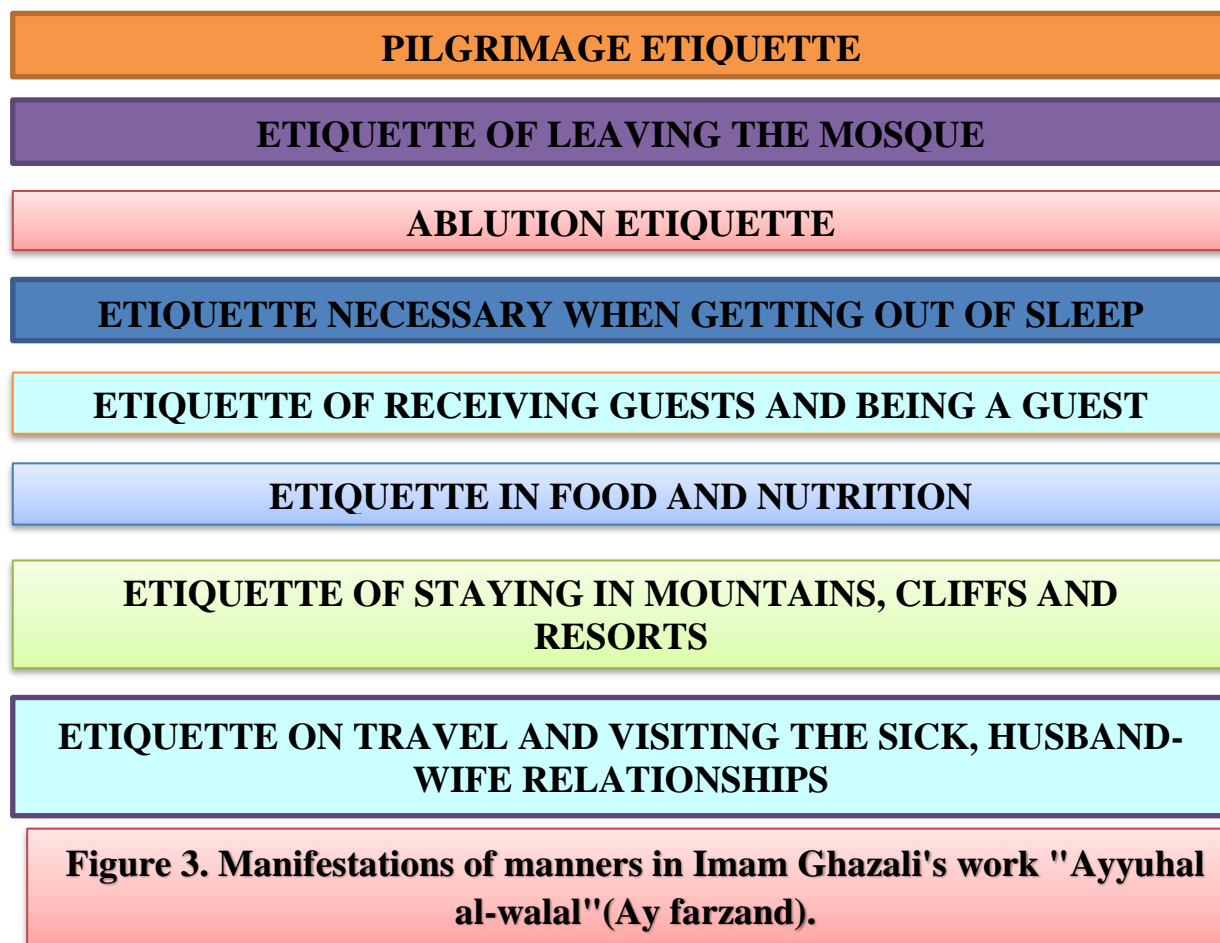 PILGRIMAGE ETIQUETTE
ETIQUETTE OF LEAVING THE MOSQUE
ABLUTION ETIQUETTE
ETIQUETTE NECESSARY WHEN GETTING OUT OF SLEEP
ETIQUETTE OF RECEIVING GUESTS AND BEING A GUEST
ETIQUETTE IN FOOD AND NUTRITION
ETIQUETTE OF STAYING IN MOUNTAINS, CLIFFS AND
RESORTS
ETIQUETTE ON TRAVEL AND VISITING THE SICK, HUSBAND-
WIFE RELATIONSHIPS
Figure 3. Manifestations of manners in Imam Ghazali's work "Ayyuhal
al-walal"(Ay farzand).